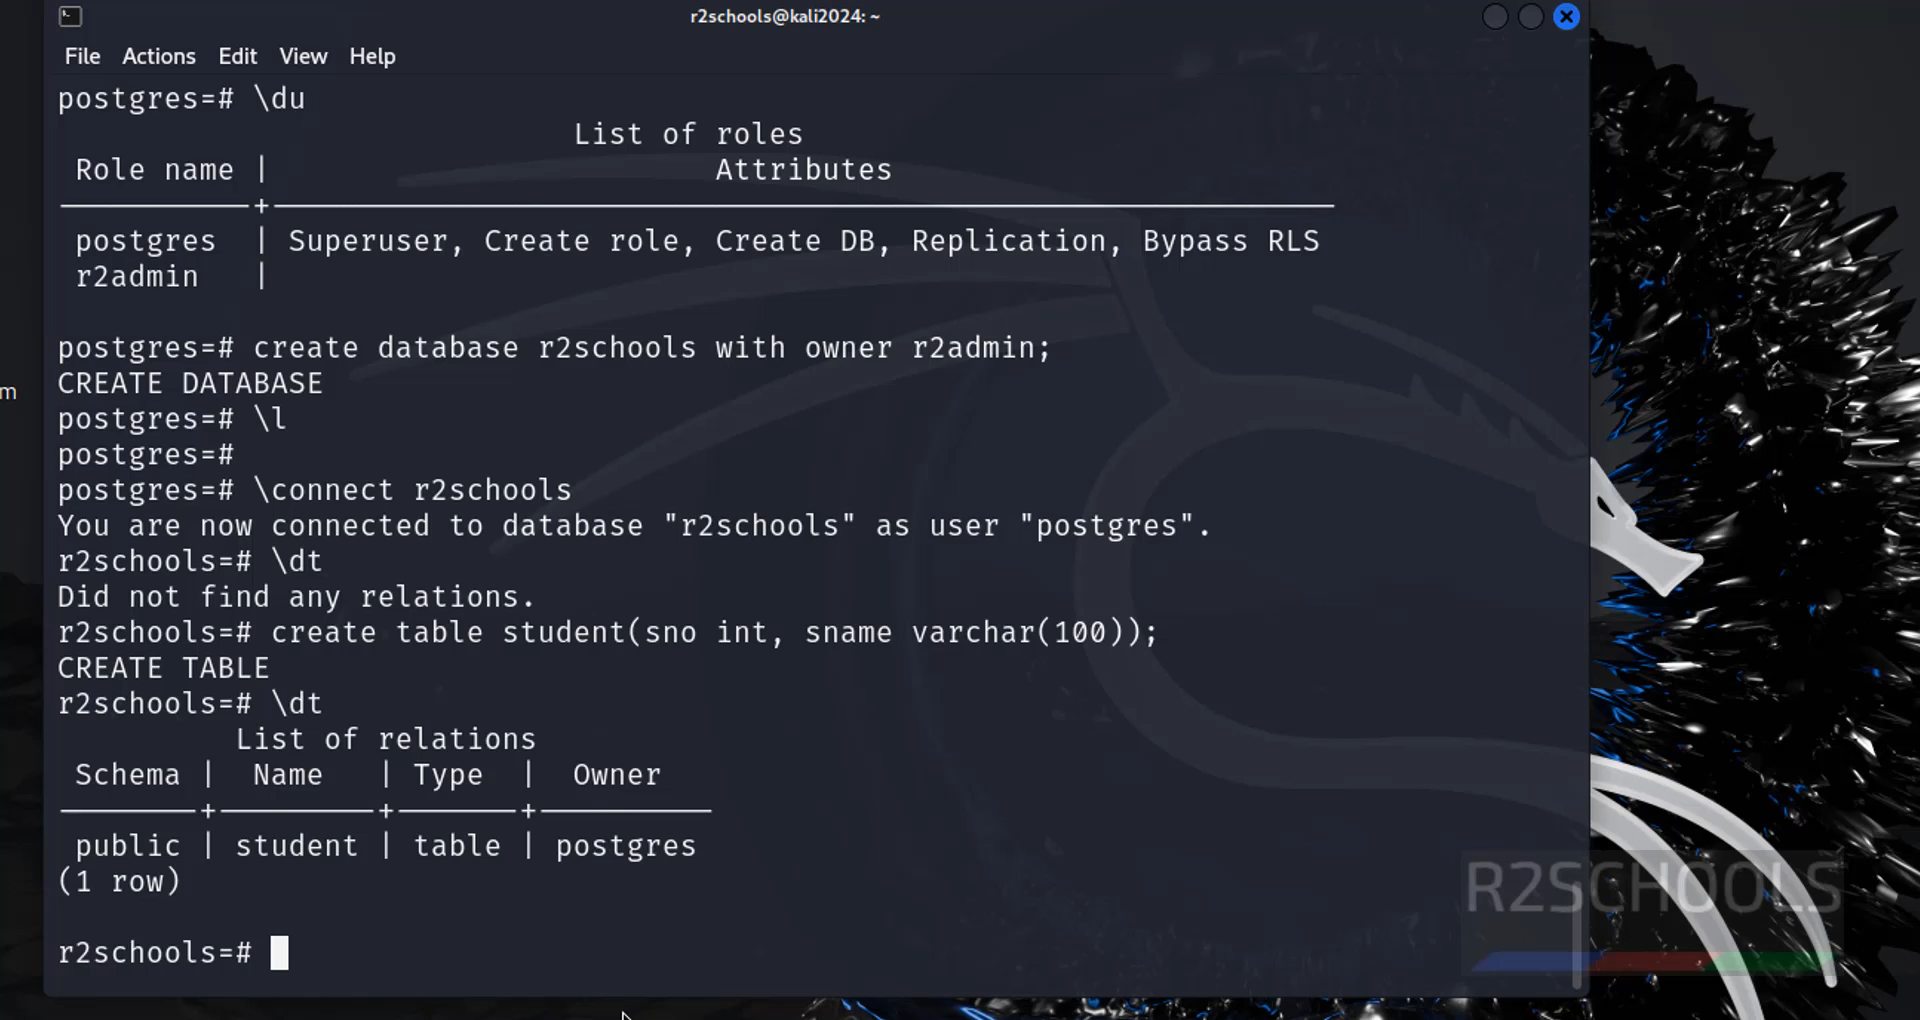 r2schools@kali2024: ~
File Actions Edit View Help
postgres=# \du
List of roles
Role name | Attributes
postgres | Superuser, Create role, Create DB, Replication, Bypass RLS
r2admin |
postgres=# create database r2schools with owner r2admin;
CREATE DATABASE
postgres=# \l
postgres=#
postgres=# \connect r2schools
You are now connected to database "r2schools" as user "postgres".
r2schools=# \dt
Did not find any relations.
r2schools=# create table student(sno int, sname varchar(100));
CREATE TABLE
r2schools=# \dt
List of relations
Schema | Name | Type | Owner
public | student | table | postgres
(1 row)
r2schools=#
m
R2SCHOOLS